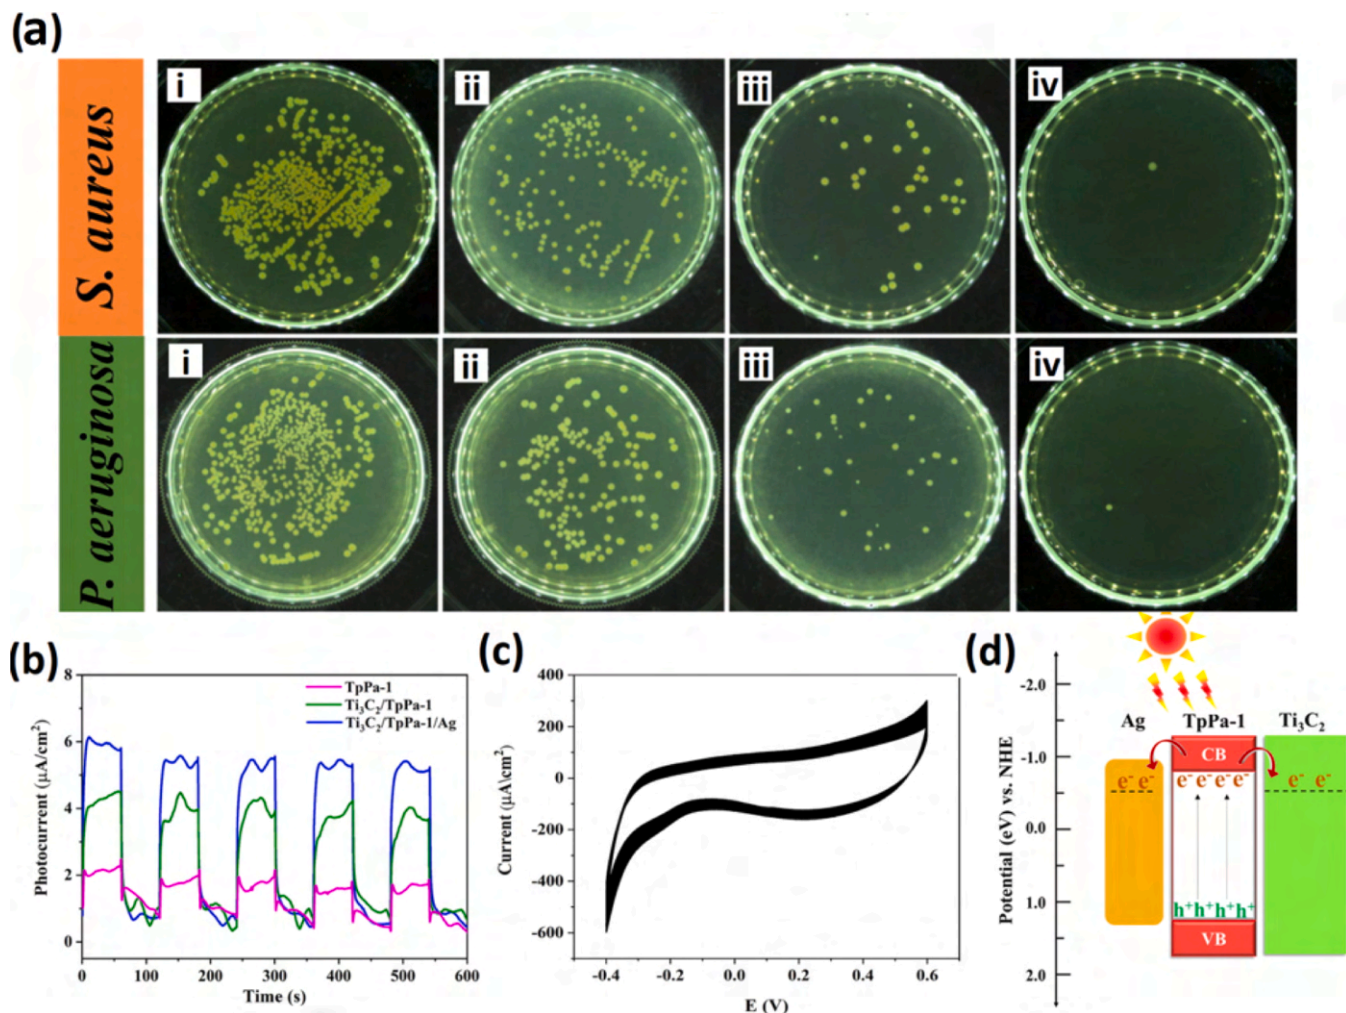 (a)
S. aureus
i
ii
iii
iv
P. aeruginosa
i
ii
iii
iv
(b)
Photocurrent (µA/cm²)
8
6
4
2
0
TpPa-1
Ti₃C₂/TpPa-1
Ti₃C₂/TpPa-1/Ag
0 100 200 300 400 500 600
Time (s)
(c)
Current (µA\cm²)
400
200
0
-200
-400
-600
-0.4 -0.2 0.0 0.2 0.4 0.6
E (V)
(d)
Potential (eV) vs. NHE
-2.0
-1.0
0.0
1.0
2.0
Ag TpPa-1 Ti₃C₂
CB
e⁻ e⁻
e⁻ e⁻ e⁻ e⁻
e⁻ e⁻
h⁺ h⁺ h⁺ h⁺
VB